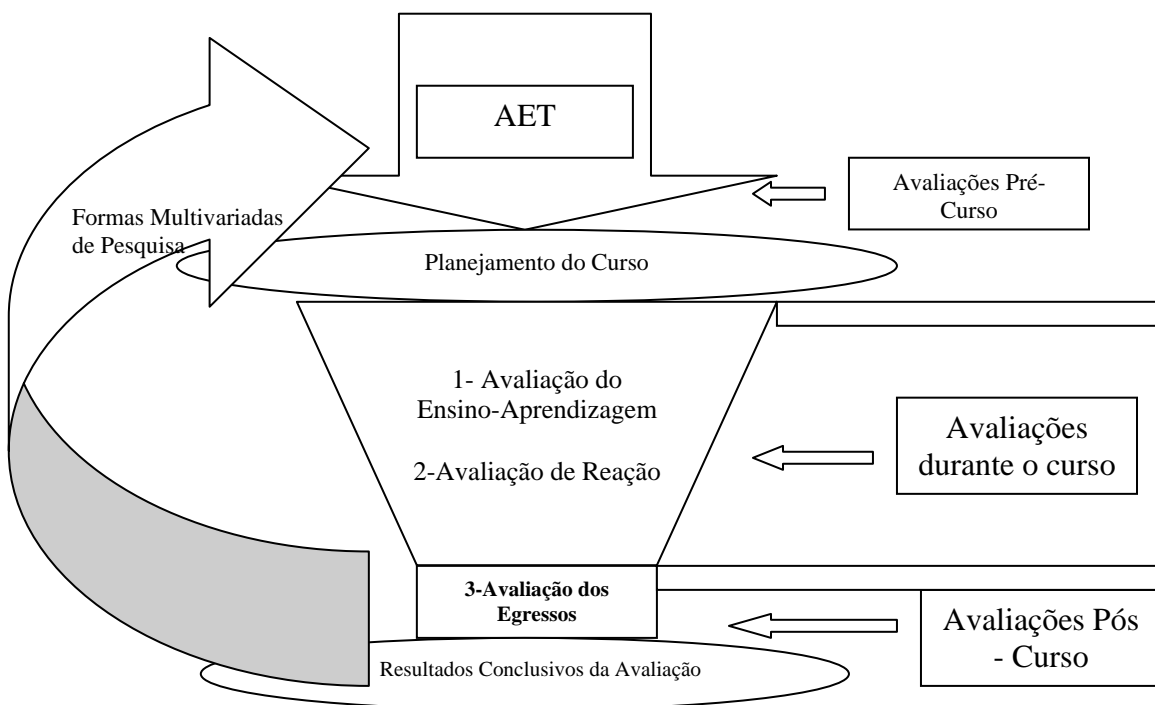 AET
Avaliações Pré-
Curso
Formas Multivariadas
de Pesquisa
Planejamento do Curso
1- Avaliação do
Ensino-Aprendizagem
2-Avaliação de Reação
Avaliações
durante o curso
3-Avaliação dos
Egressos
Avaliações Pós
- Curso
Resultados Conclusivos da Avaliação